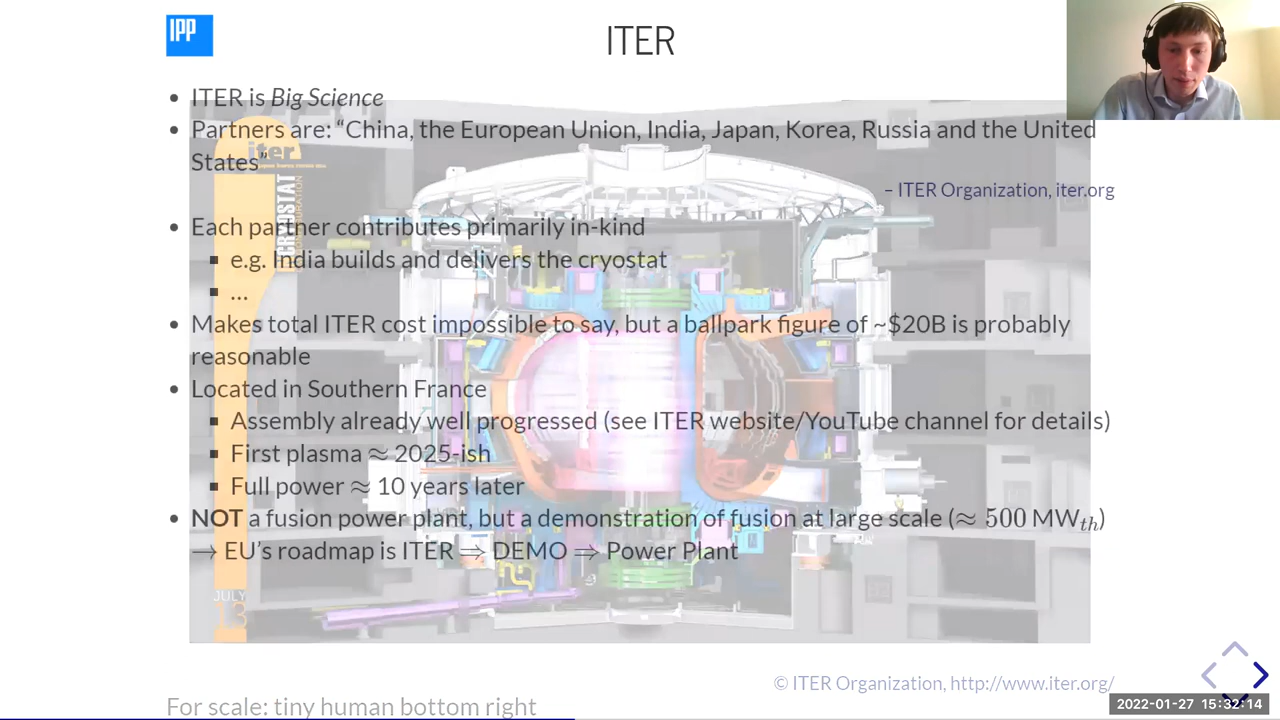 IPP
ITER
• ITER is Big Science
• Partners are: “China, the European Union, India, Japan, Korea, Russia and the United
States”
– ITER Organization, iter.org
• Each partner contributes primarily in-kind
▪ e.g. India builds and delivers the cryostat
▪ ...
• Makes total ITER cost impossible to say, but a ballpark figure of ~$20B is probably
reasonable
• Located in Southern France
▪ Assembly already well progressed (see ITER website/YouTube channel for details)
▪ First plasma ≈ 2025-ish
▪ Full power ≈ 10 years later
• NOT a fusion power plant, but a demonstration of fusion at large scale (≈ 500 MWth)
→ EU’s roadmap is ITER ⇒ DEMO ⇒ Power Plant
iter
CRYOSTAT
JULY
13
© ITER Organization, http://www.iter.org/
For scale: tiny human bottom right
2022-01-27 15:32:14